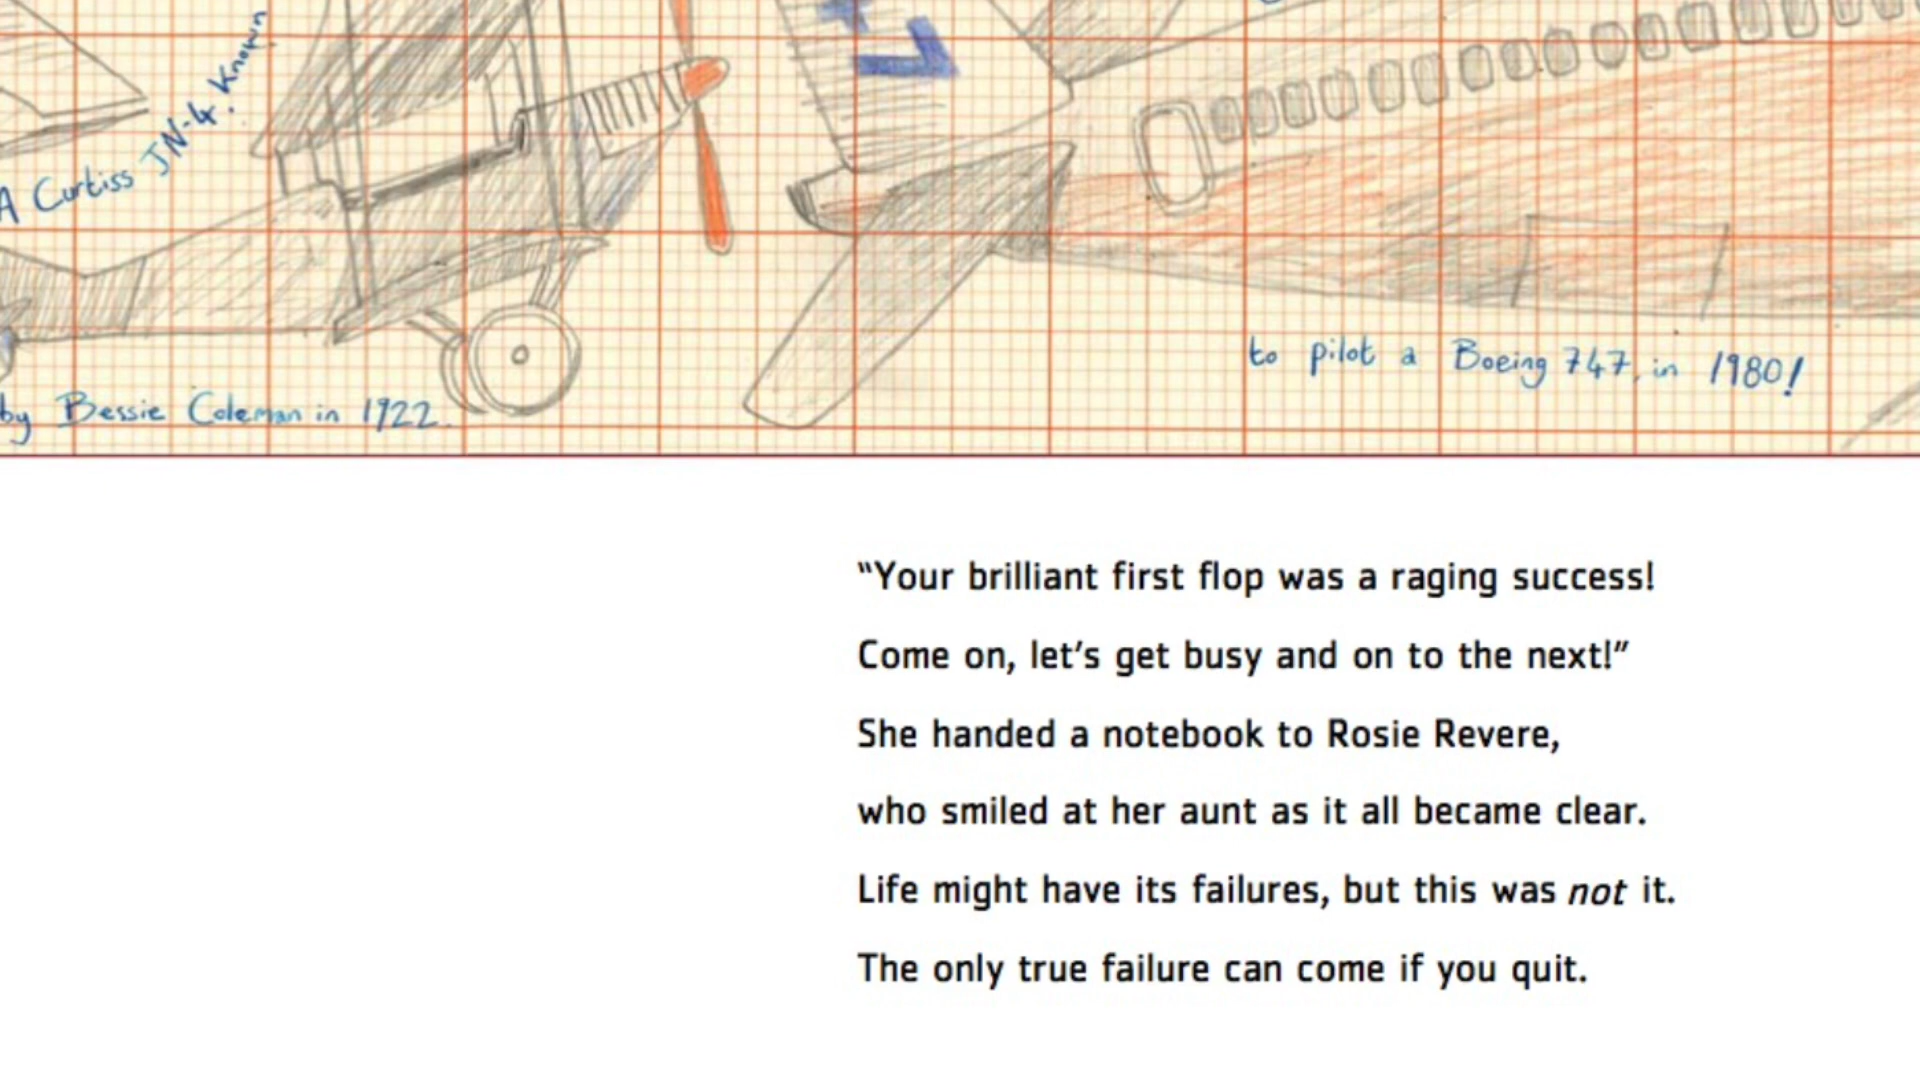 A Curtiss JN-4. Known
by Bessie Coleman in 1922.
to pilot a Boeing 747, in 1980!
“Your brilliant first flop was a raging success!
Come on, let’s get busy and on to the next!”
She handed a notebook to Rosie Revere,
who smiled at her aunt as it all became clear.
Life might have its failures, but this was not it.
The only true failure can come if you quit.